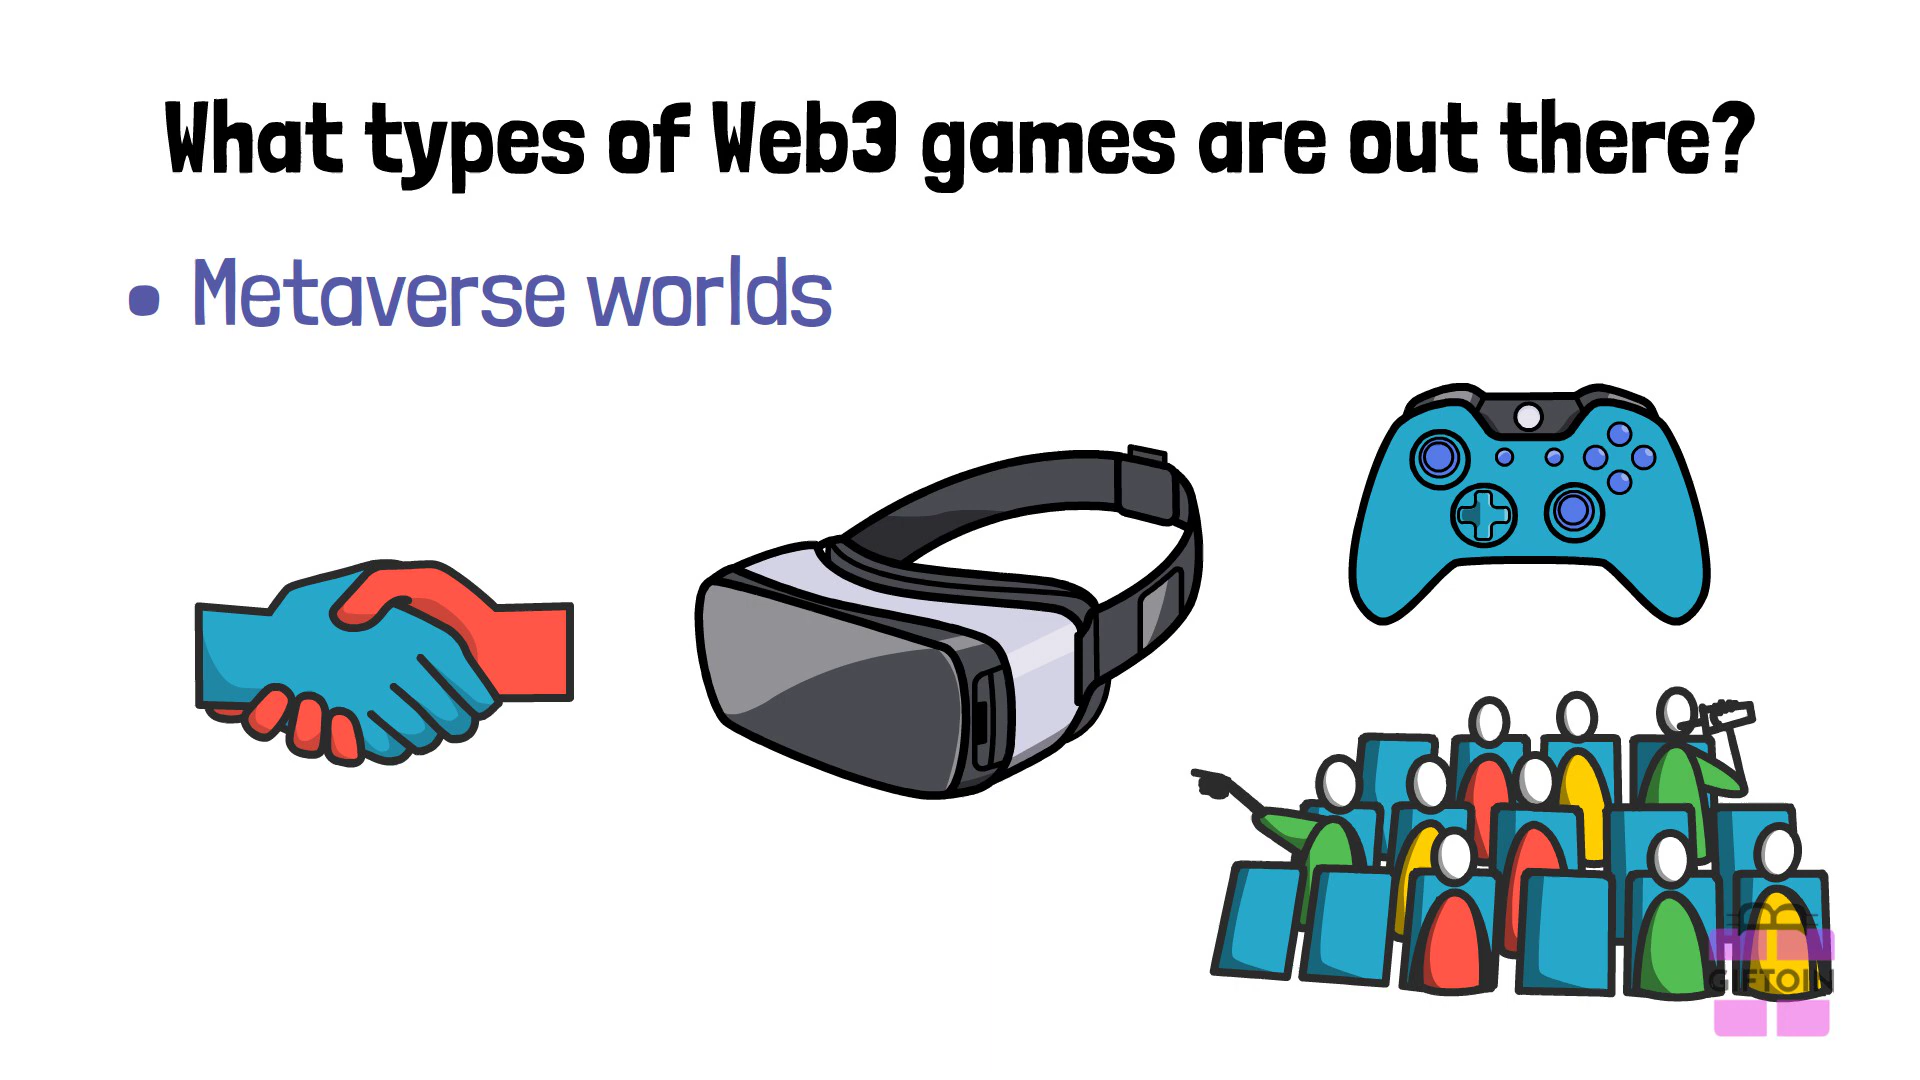 What types of Web3 games are out there?
• Metaverse worlds
GIFTOIN